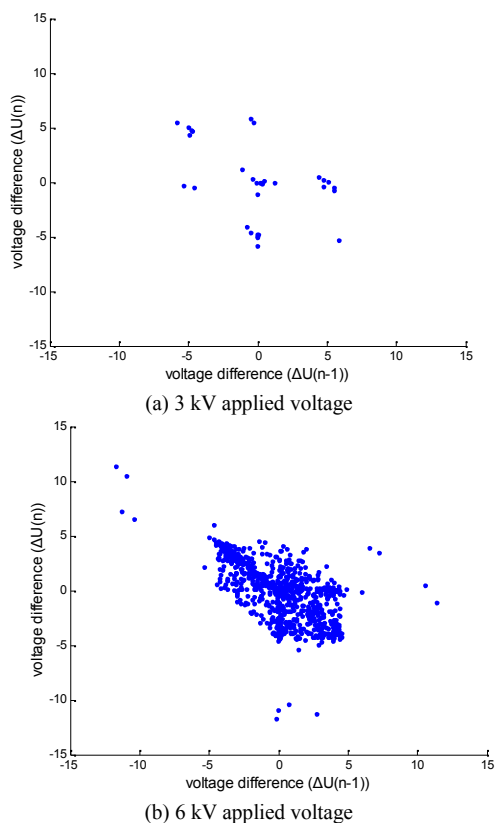 15
10
5
0
-5
-10
-15
voltage difference (ΔU(n))
-15 -10 -5 0 5 10 15
voltage difference (ΔU(n-1))
(a) 3 kV applied voltage
15
10
5
0
-5
-10
-15
voltage difference (ΔU(n))
-15 -10 -5 0 5 10 15
voltage difference (ΔU(n-1))
(b) 6 kV applied voltage